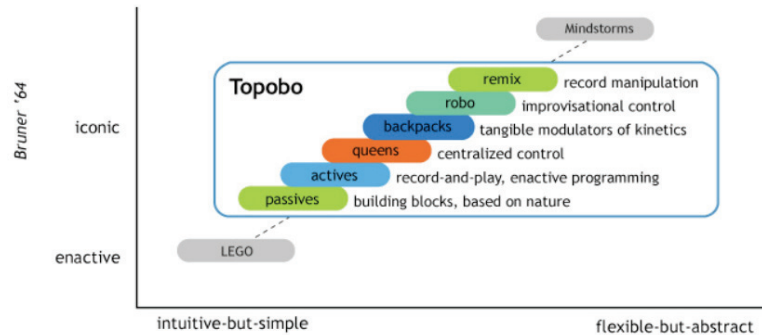 Mindstorms
Topobo
remix record manipulation
robo improvisational control
Bruner '64
iconic
backpacks tangible modulators of kinetics
queens centralized control
actives record-and-play, enactive programming
passives building blocks, based on nature
enactive
LEGO
intuitive-but-simple
flexible-but-abstract